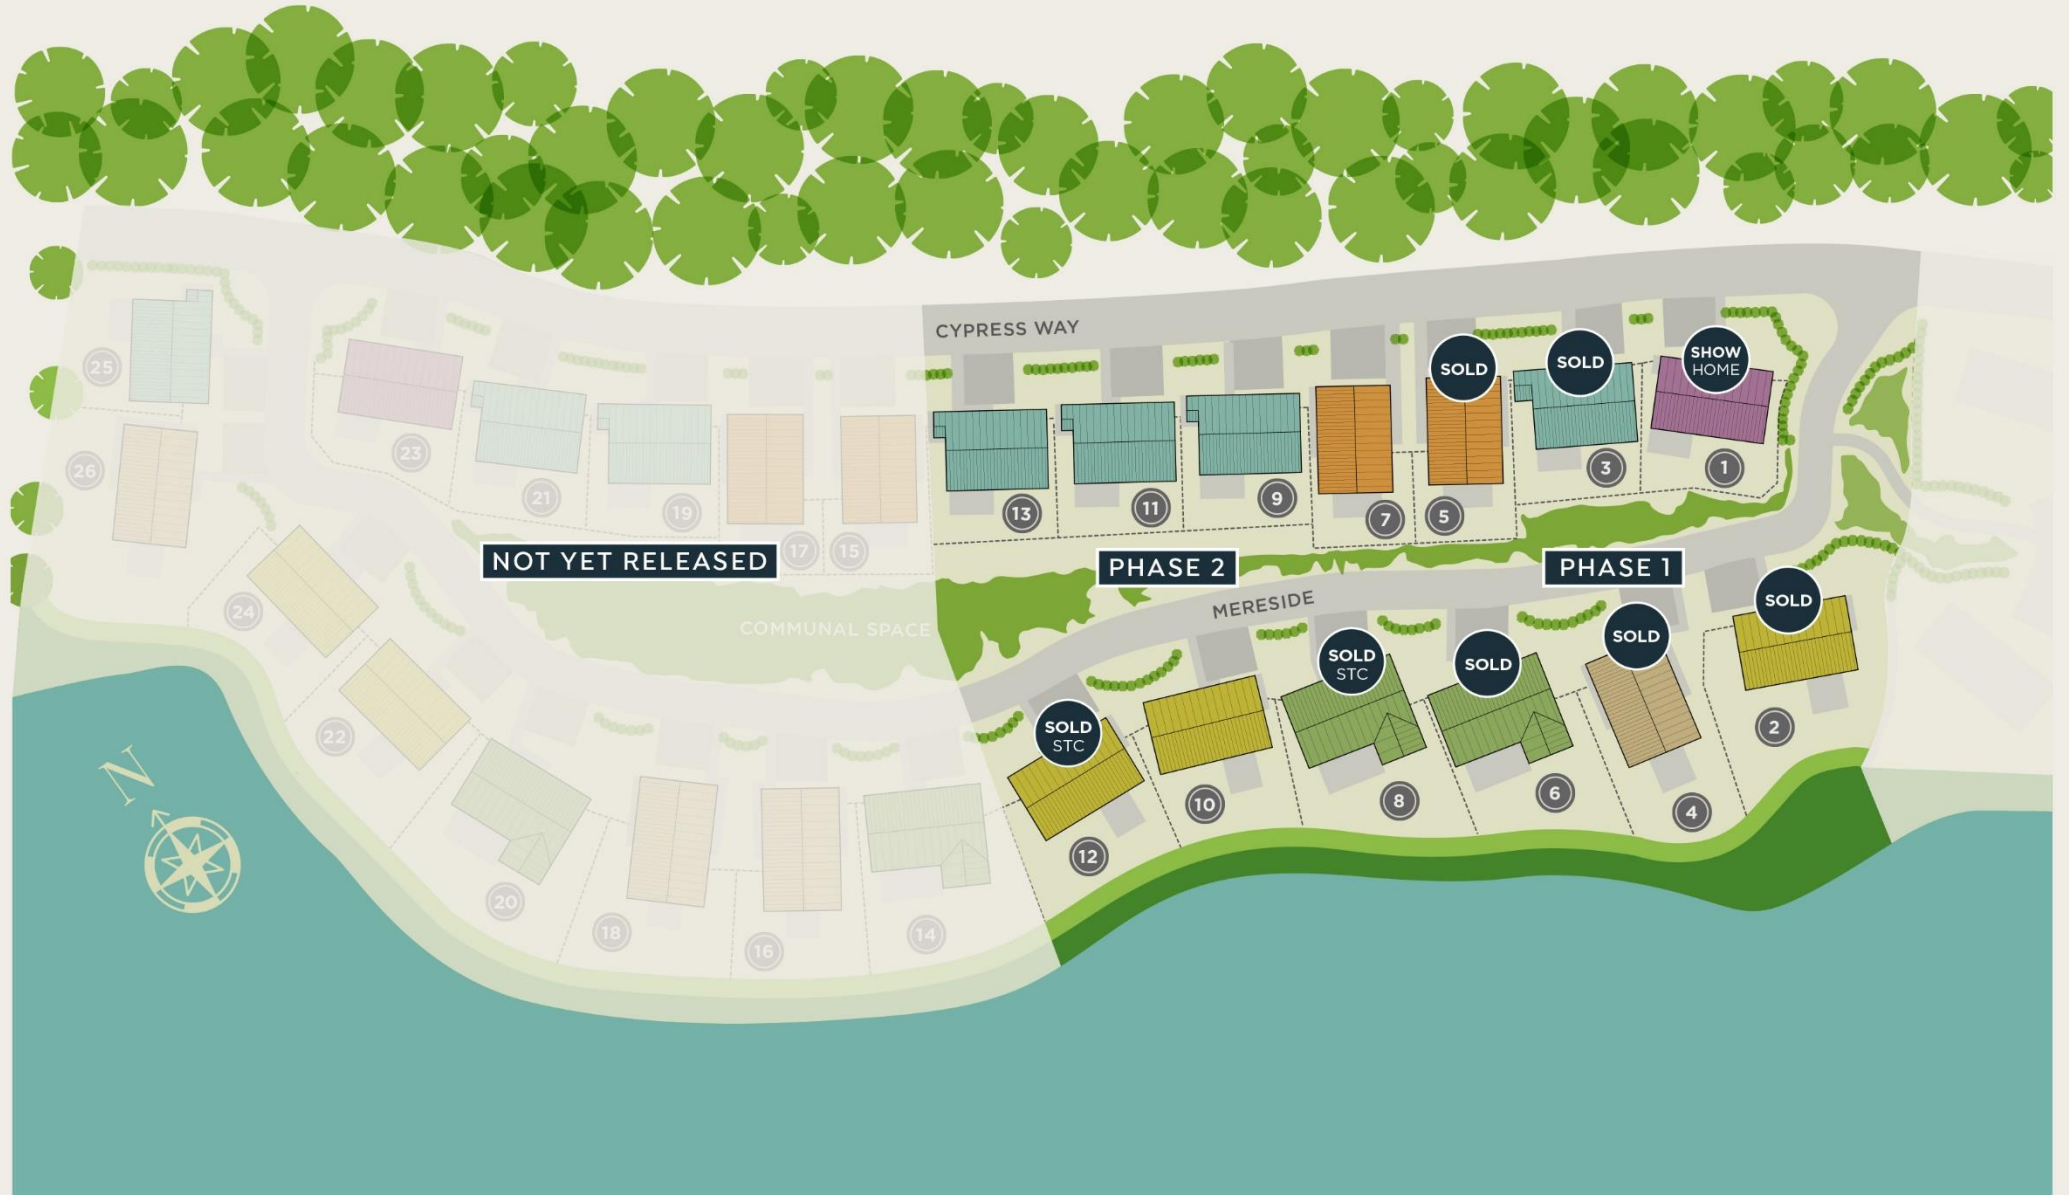 CYPRESS WAY
SOLD
SOLD
SHOW
HOME
25
26
23
21
19
17
15
13
11
9
7
5
3
1
NOT YET RELEASED
PHASE 2
PHASE 1
COMMUNAL SPACE
MERESIDE
SOLD
STC
SOLD
STC
SOLD
SOLD
SOLD
24
22
20
18
16
14
12
10
8
6
4
2
N